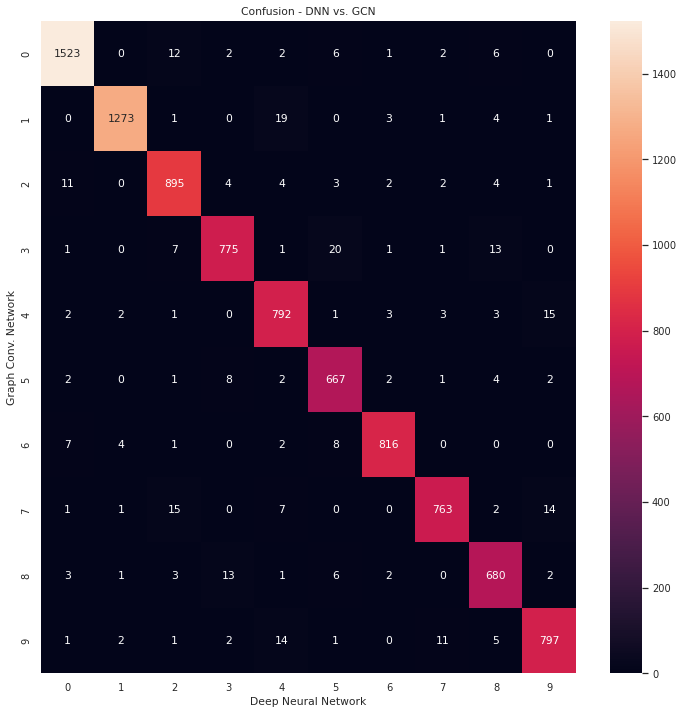 Confusion - DNN vs. GCN
0 1523 0 12 2 2 6 1 2 6 0
1 0 1273 1 0 19 0 3 1 4 1
2 11 0 895 4 4 3 2 2 4 1
3 1 0 7 775 1 20 1 1 13 0
4 2 2 1 0 792 1 3 3 3 15
5 2 0 1 8 2 667 2 1 4 2
6 7 4 1 0 2 8 816 0 0 0
7 1 1 15 0 7 0 0 763 2 14
8 3 1 3 13 1 6 2 0 680 2
9 1 2 1 2 14 1 0 11 5 797
0 1 2 3 4 5 6 7 8 9
Deep Neural Network
Graph Conv. Network
1400
1200
1000
800
600
400
200
0